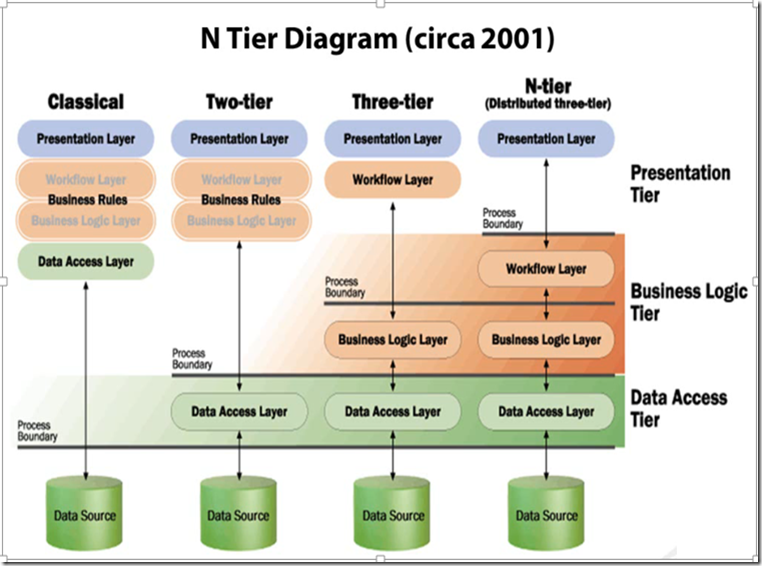 N Tier Diagram (circa 2001)
Classical
Two-tier
Three-tier
N-tier
(Distributed three-tier)
Presentation Layer
Presentation Layer
Presentation Layer
Presentation Layer
Workflow Layer
Business Rules
Business Logic Layer
Workflow Layer
Business Rules
Business Logic Layer
Workflow Layer
Presentation
Tier
Process
Boundary
Data Access Layer
Workflow Layer
Process
Boundary
Business Logic
Tier
Business Logic Layer
Business Logic Layer
Process
Boundary
Data Access Layer
Data Access Layer
Data Access Layer
Data Access
Tier
Process
Boundary
Data Source
Data Source
Data Source
Data Source